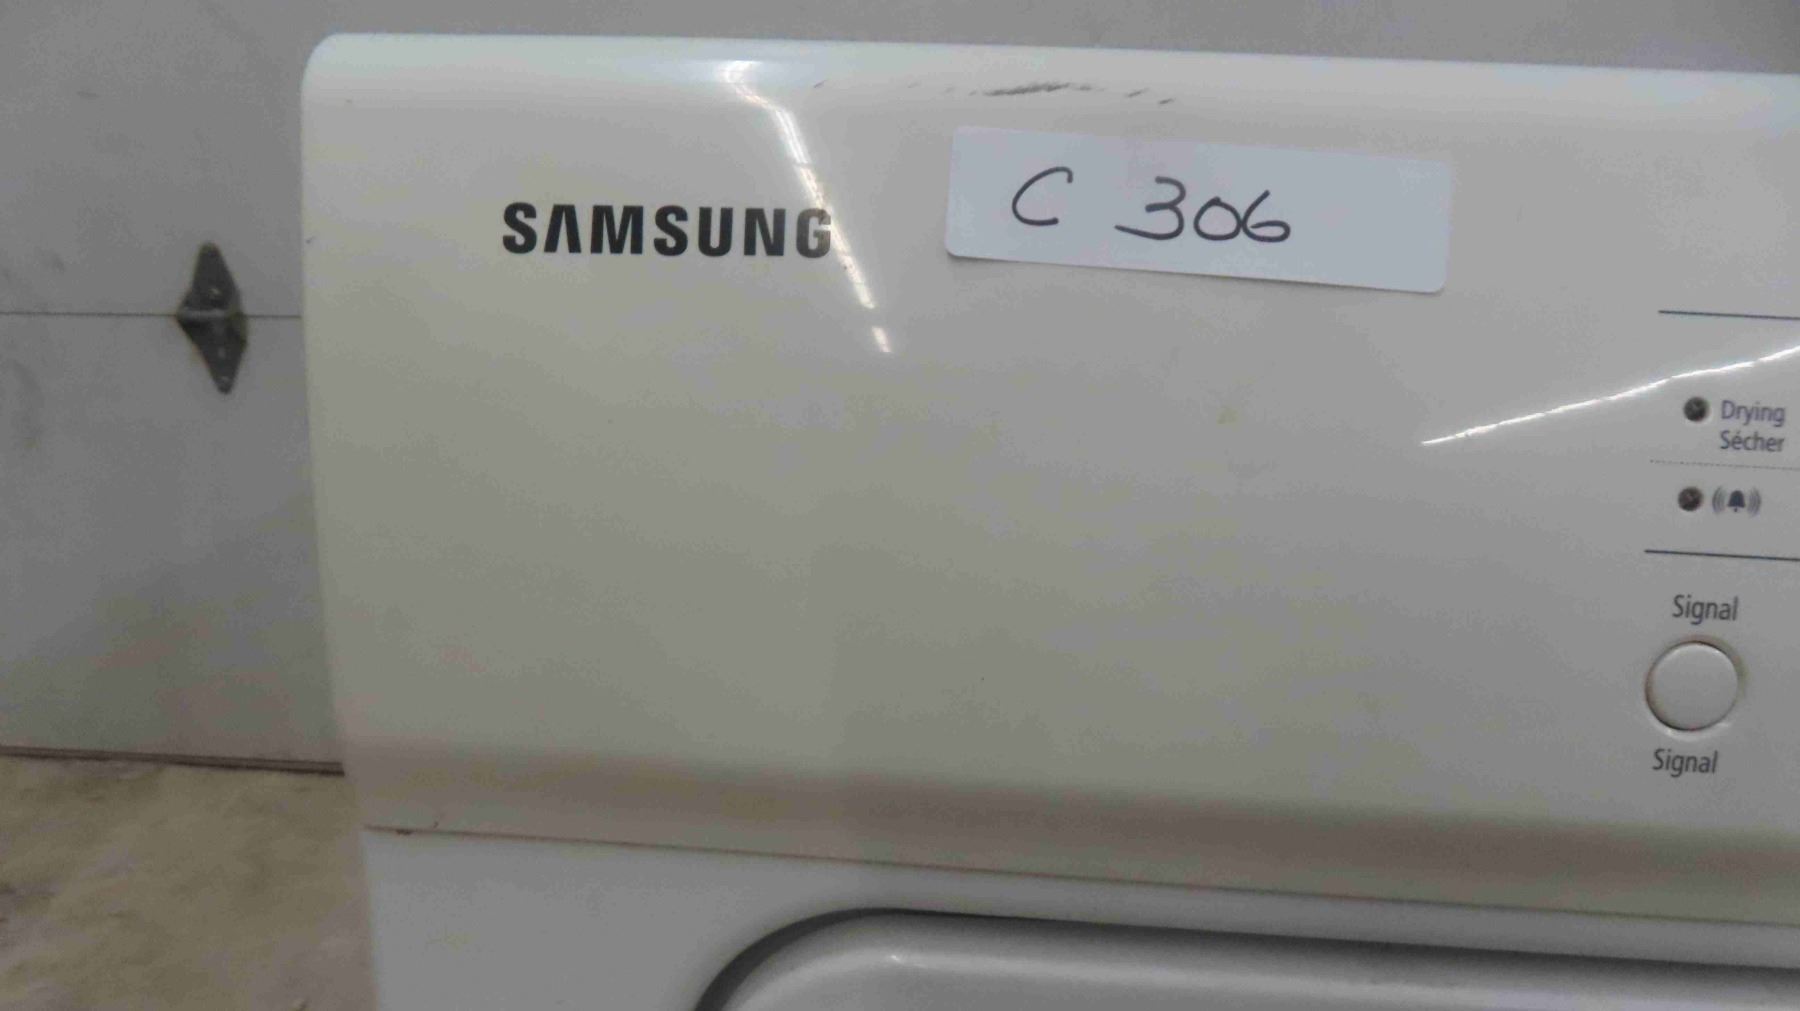 SAMSUNG
C 306
Drying
Sécher
Signal
Signal